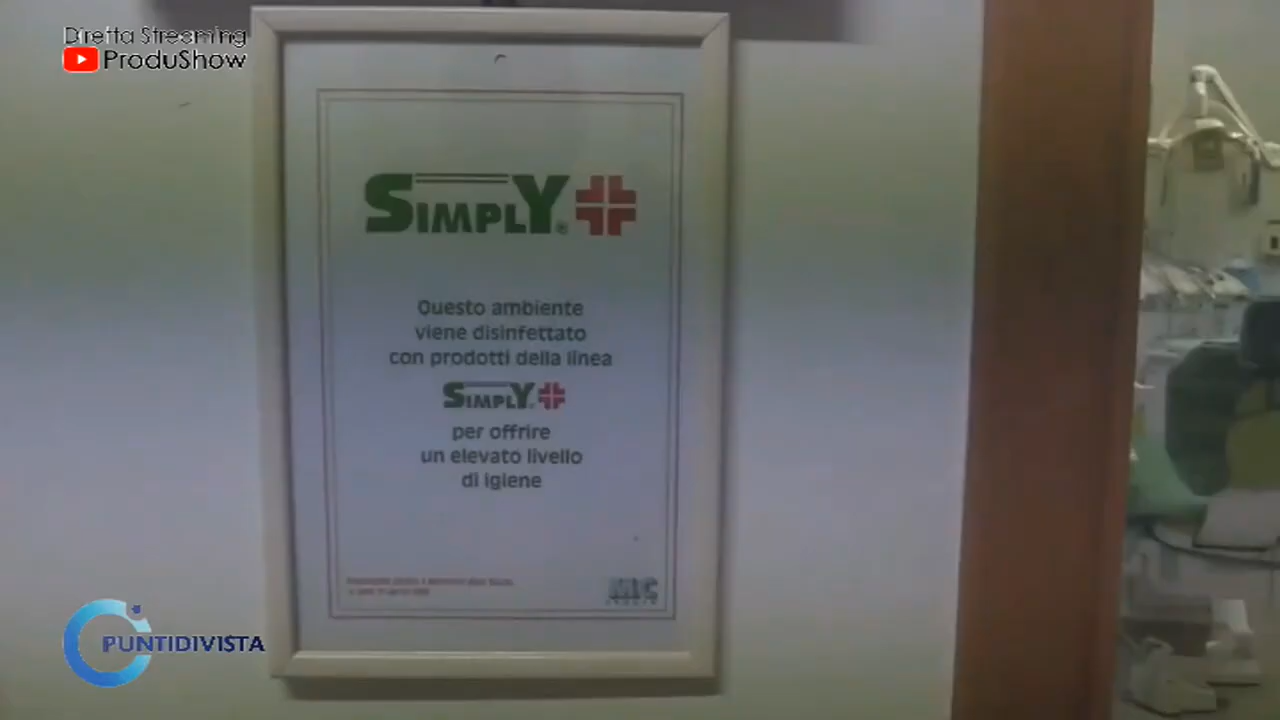 Diretta Streaming
ProduShow
SIMPLY®
Questo ambiente
viene disinfettato
con prodotti della linea
SIMPLY
per offrire
un elevato livello
di igiene
PUNTIDIVISTA